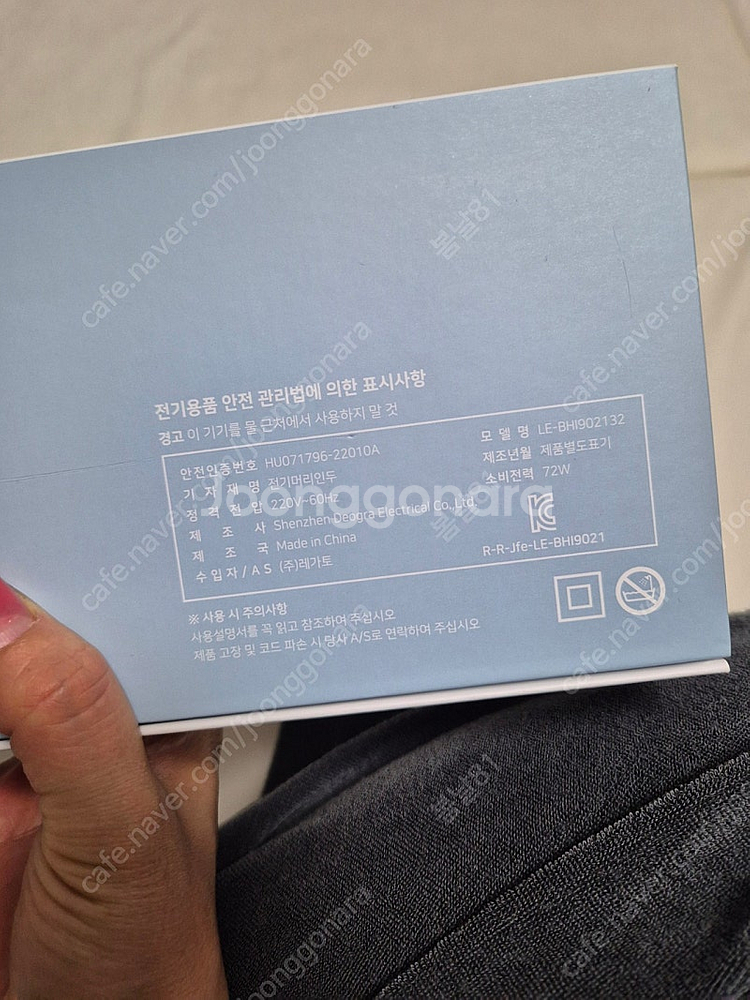 전기용품 안전 관리법에 의한 표시사항
경고 이 기기를 물 근처에서 사용하지 말 것
안전인증번호 HU071796-22010A
기자재명 전기머리인두
정격전압 220V~60Hz
제조사 Shenzhen Deogra Electrical Co,.Ltd.
제조국 Made in China
수입자/AS (주)레가토
모델명 LE-BHI902132
제조년월 제품별도표기
소비전력 72W
R-R-Jfe-LE-BHI9021
※ 사용 시 주의사항
사용설명서를 꼭 읽고 참조하여 주십시오
제품 고장 및 코드 파손 시 당사 A/S로 연락하여 주십시오
Joonggonara
cafe.naver.com/joonggonara
봄날81